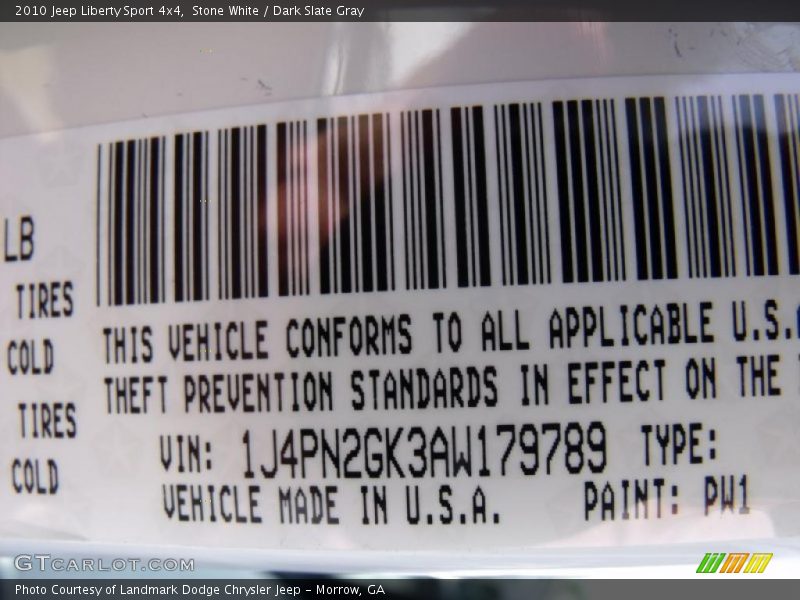 2010 Jeep Liberty Sport 4x4,  Stone White / Dark Slate Gray
LB
TIRES
COLD
TIRES
COLD
THIS VEHICLE CONFORMS TO ALL APPLICABLE U.S.A
THEFT PREVENTION STANDARDS IN EFFECT ON THE
VIN: 1J4PN2GK3AW179789 TYPE:
VEHICLE MADE IN U.S.A. PAINT: PW1
GTCARLOT.COM
Photo Courtesy of Landmark Dodge Chrysler Jeep - Morrow, GA